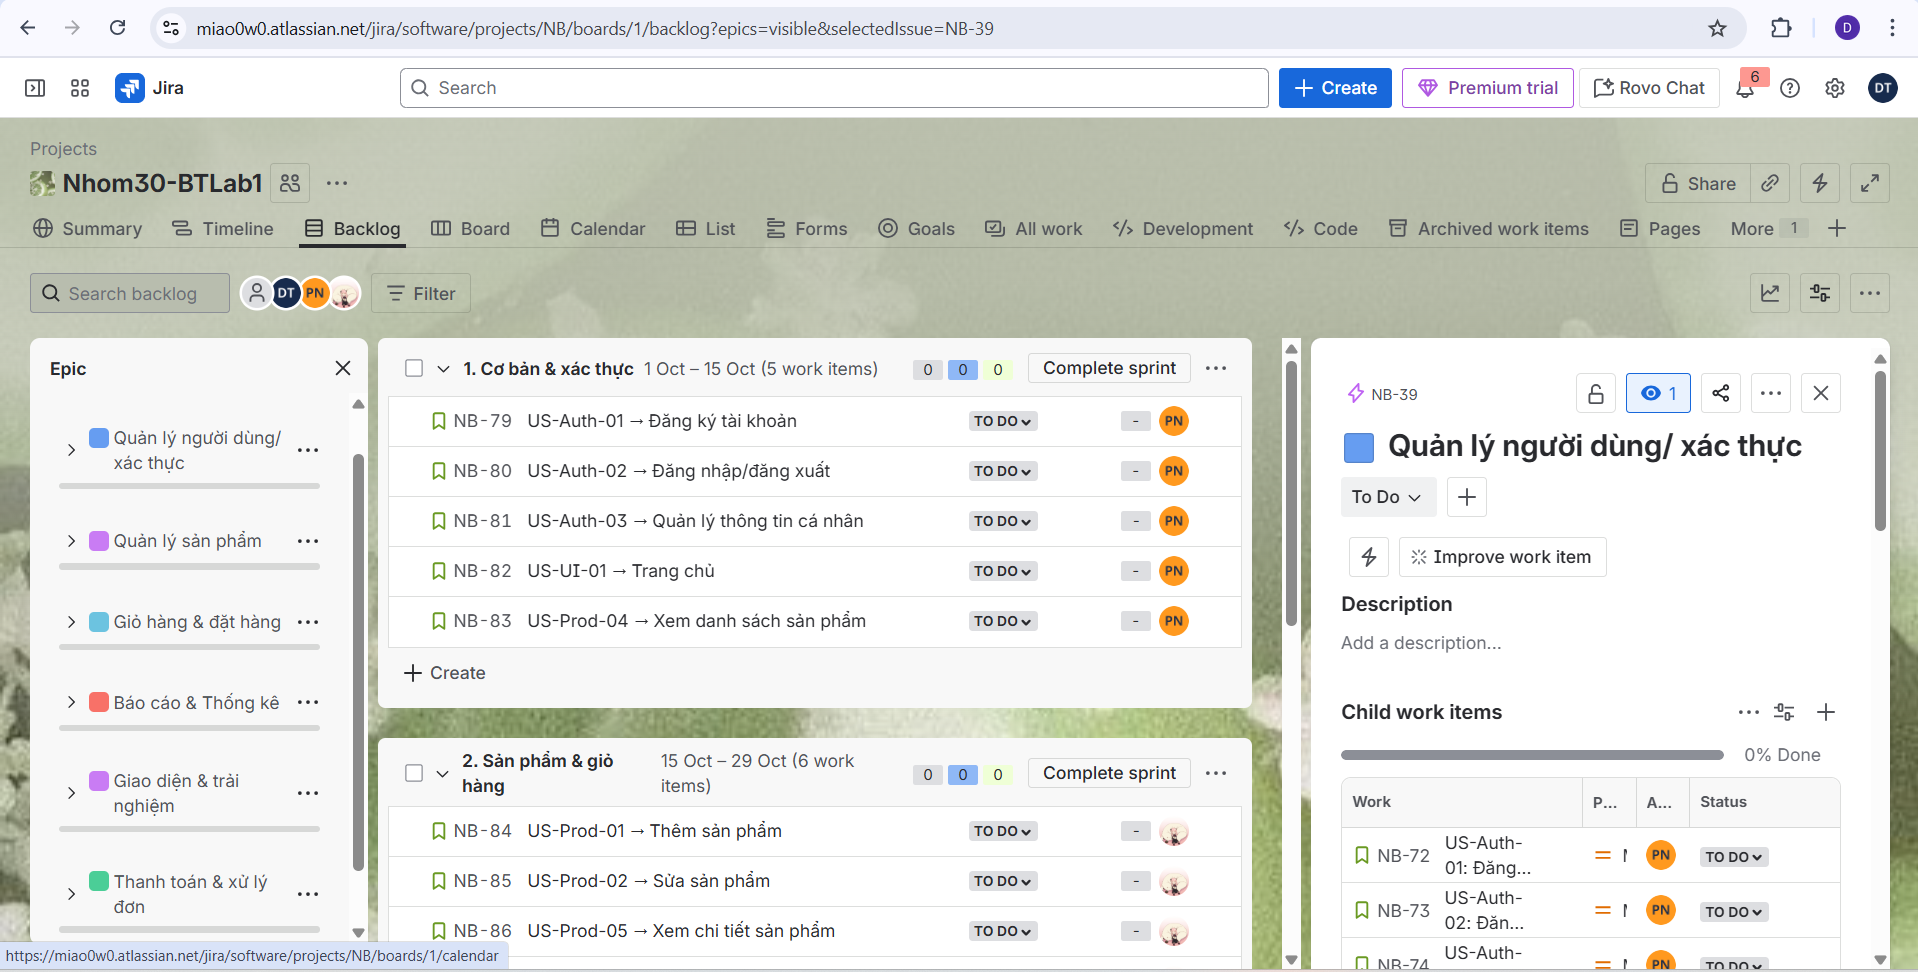 miao0w0.atlassian.net/jira/software/projects/NB/boards/1/backlog?epics=visible&selectedIssue=NB-39
D
Jira
Search
Create
Premium trial
Rovo Chat
6
DT
Projects
Nhom30-BTLab1
Share
Summary
Timeline
Backlog
Board
Calendar
List
Forms
Goals
All work
Development
Code
Archived work items
Pages
More 1
Search backlog
DT
PN
Filter
Epic
Quản lý người dùng/
xác thực
Quản lý sản phẩm
Giỏ hàng & đặt hàng
Báo cáo & Thống kê
Giao diện & trải
nghiệm
Thanh toán & xử lý
đơn
1. Cơ bản & xác thực 1 Oct – 15 Oct (5 work items) 0 0 0 Complete sprint
NB-79 US-Auth-01 → Đăng ký tài khoản TO DO - PN
NB-80 US-Auth-02 → Đăng nhập/đăng xuất TO DO - PN
NB-81 US-Auth-03 → Quản lý thông tin cá nhân TO DO - PN
NB-82 US-UI-01 → Trang chủ TO DO - PN
NB-83 US-Prod-04 → Xem danh sách sản phẩm TO DO - PN
Create
2. Sản phẩm & giỏ
hàng
15 Oct – 29 Oct (6 work
items)
0 0 0 Complete sprint
NB-84 US-Prod-01 → Thêm sản phẩm TO DO -
NB-85 US-Prod-02 → Sửa sản phẩm TO DO -
NB-86 US-Prod-05 → Xem chi tiết sản phẩm TO DO -
NB-39
1
Quản lý người dùng/ xác thực
To Do
Improve work item
Description
Add a description...
Child work items
0% Done
Work P... A... Status
NB-72 US-Auth-
01: Đăng...
PN TO DO
NB-73 US-Auth-
02: Đăn...
PN TO DO
NB-74 US-Auth-
PN TO DO
https://miao0w0.atlassian.net/jira/software/projects/NB/boards/1/calendar